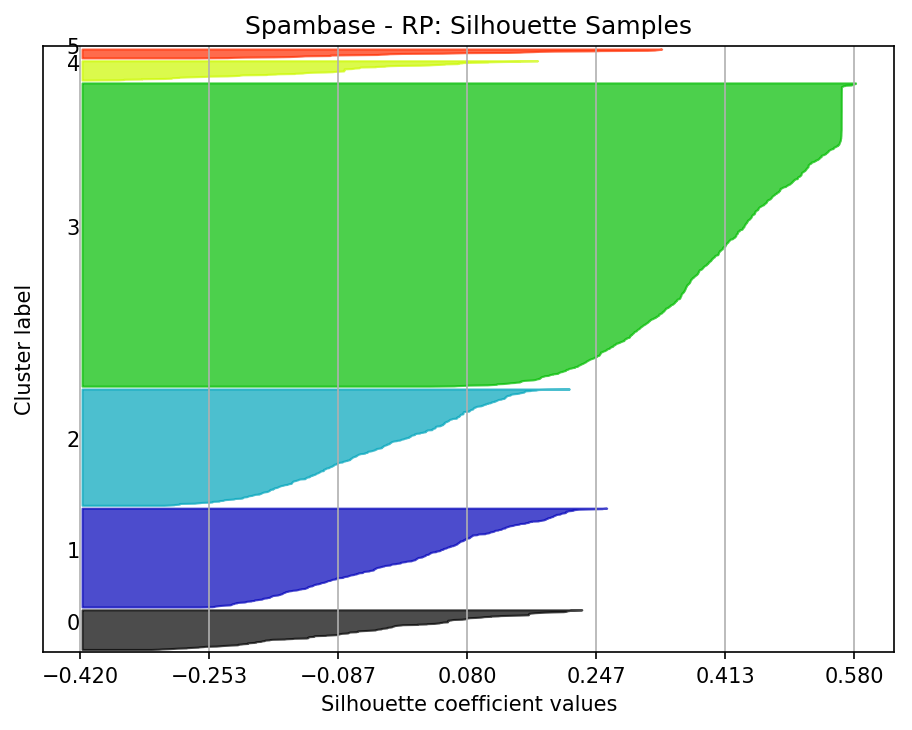 Spambase - RP: Silhouette Samples
5
4
3
2
1
0
Cluster label
−0.420 −0.253 −0.087 0.080 0.247 0.413 0.580
Silhouette coefficient values